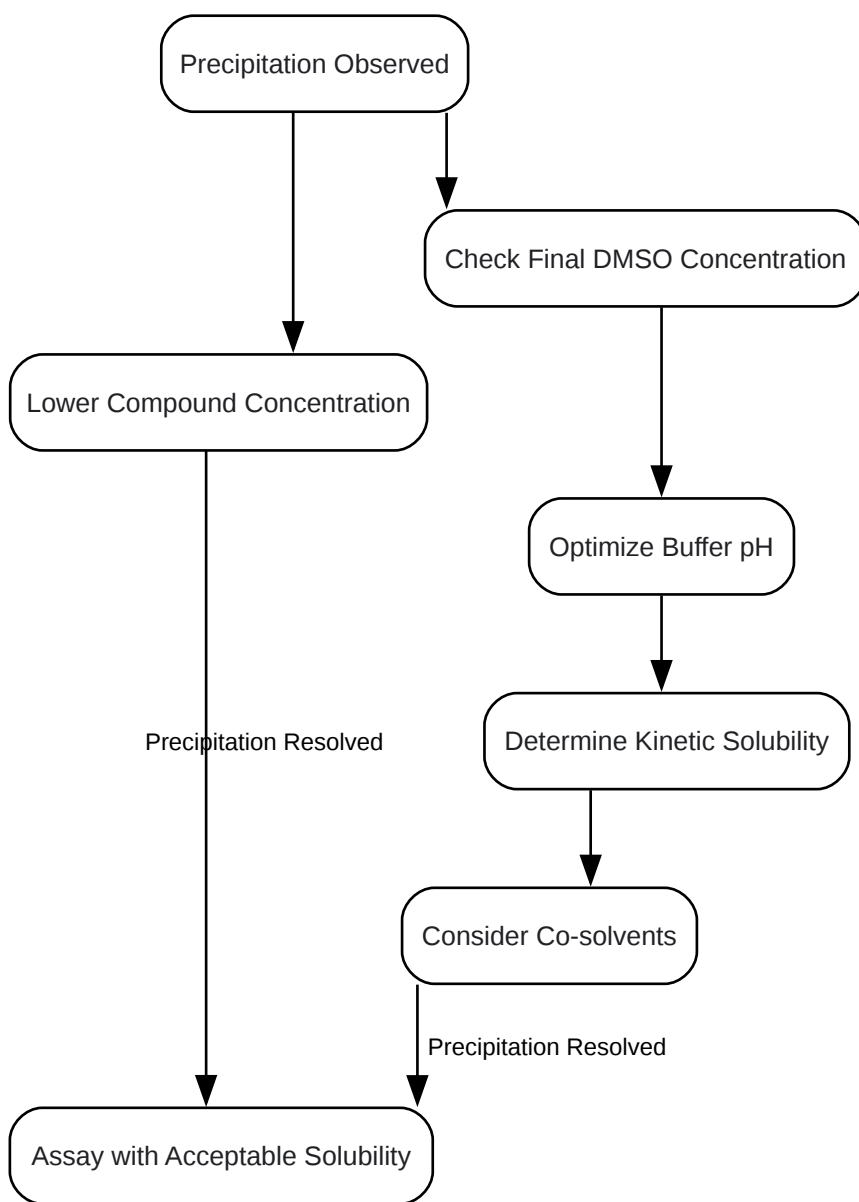 Precipitation Observed
Check Final DMSO Concentration
Lower Compound Concentration
Optimize Buffer pH
Determine Kinetic Solubility
Precipitation Resolved
Consider Co-solvents
Precipitation Resolved
Assay with Acceptable Solubility